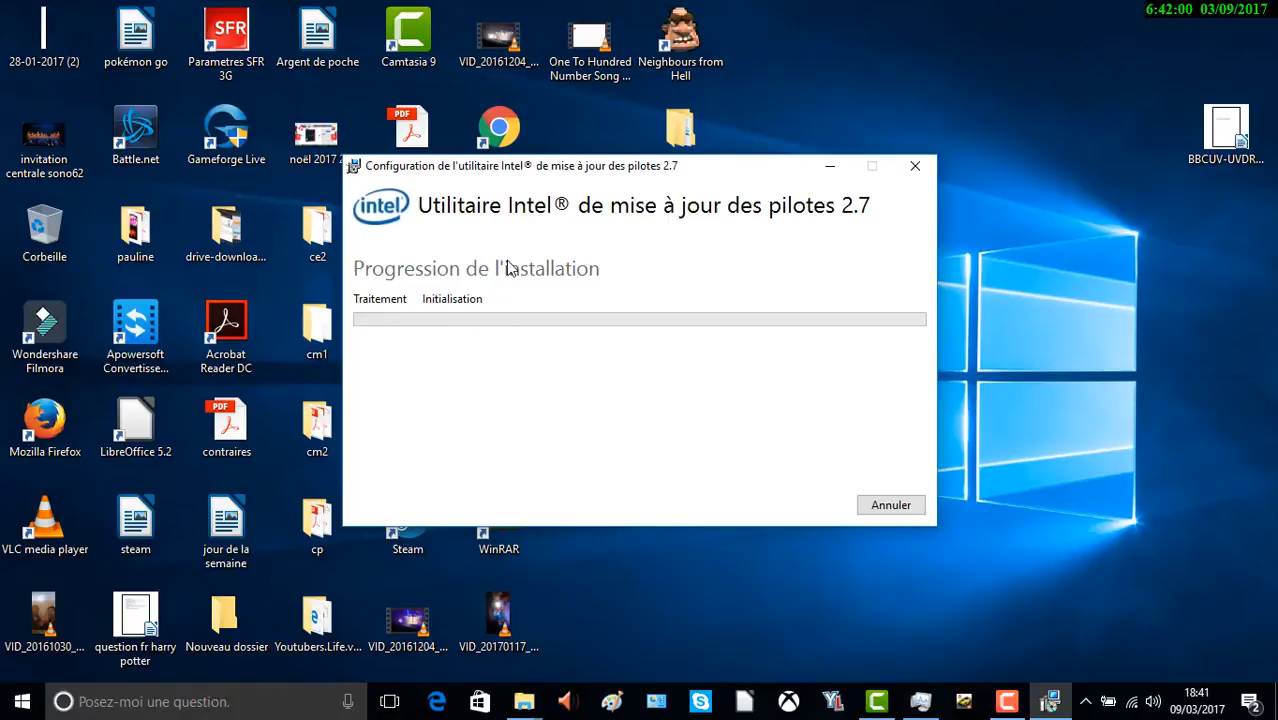 6:42:00 03/09/2017
28-01-2017 (2)
pokémon go
SFR
Parametres SFR
3G
Argent de poche
Camtasia 9
VID_20161204_...
One To Hundred
Number Song ...
Neighbours from
Hell
invitation
centrale sono62
Battle.net
Gameforge Live
noël 2017
PDF
BBCUV-UVDR...
Configuration de l'utilitaire Intel® de mise à jour des pilotes 2.7
intel
Utilitaire Intel® de mise à jour des pilotes 2.7
Progression de l'installation
Traitement Initialisation
Annuler
Corbeille
pauline
drive-downloa...
ce2
Wondershare
Filmora
Apowersoft
Convertisse...
Acrobat
Reader DC
cm1
Mozilla Firefox
LibreOffice 5.2
PDF
contraires
cm2
VLC media player
steam
jour de la
semaine
cp
Steam
WinRAR
VID_20161030_...
question fr harry
potter
Nouveau dossier
Youtubers.Life.v...
VID_20161204_...
VID_20170117_...
Posez-moi une question.
18:41
09/03/2017
2